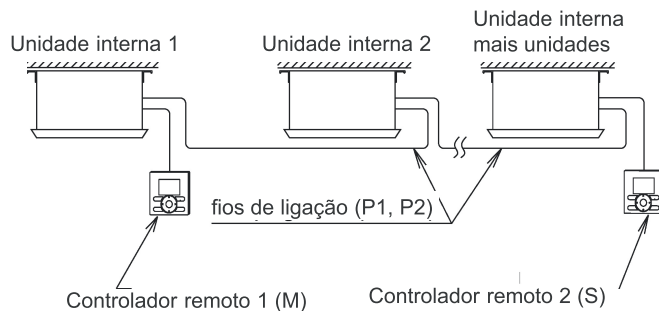 Unidade interna 1
Unidade interna 2
Unidade interna
mais unidades
fios de ligação (P1, P2)
Controlador remoto 1 (M)
Controlador remoto 2 (S)